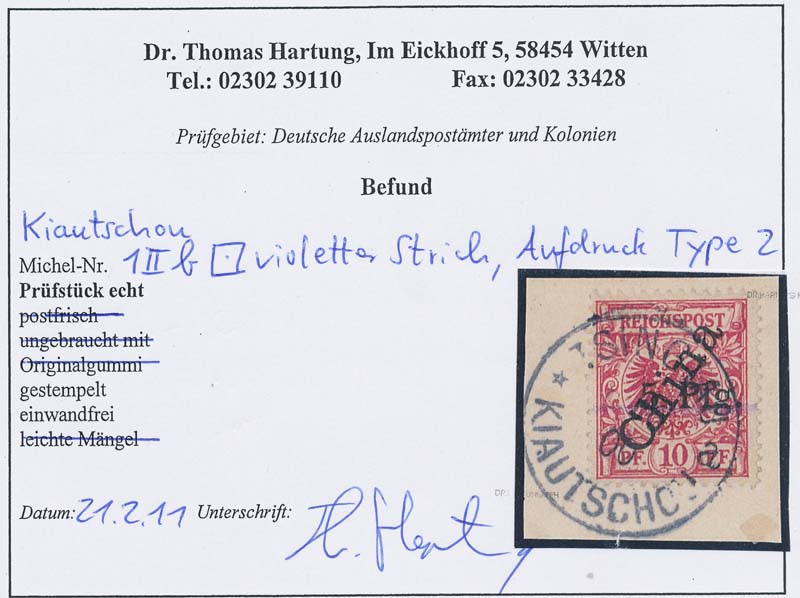 Dr. Thomas Hartung, Im Eickhoff 5, 58454 Witten
Tel.: 02302 39110 Fax: 02302 33428
Prüfgebiet: Deutsche Auslandspostämter und Kolonien
Befund
Kiautschou
Michel-Nr. 1 II b violetter Strich, Aufdruck Type 2
Prüfstück echt
postfrisch
ungebraucht mit
Originalgummi
gestempelt
einwandfrei
leichte Mängel
Datum: 21.2.11 Unterschrift:
REICHSPOST
China
5 Pf.
PF. 10 PF.
KIAUTSCHOU